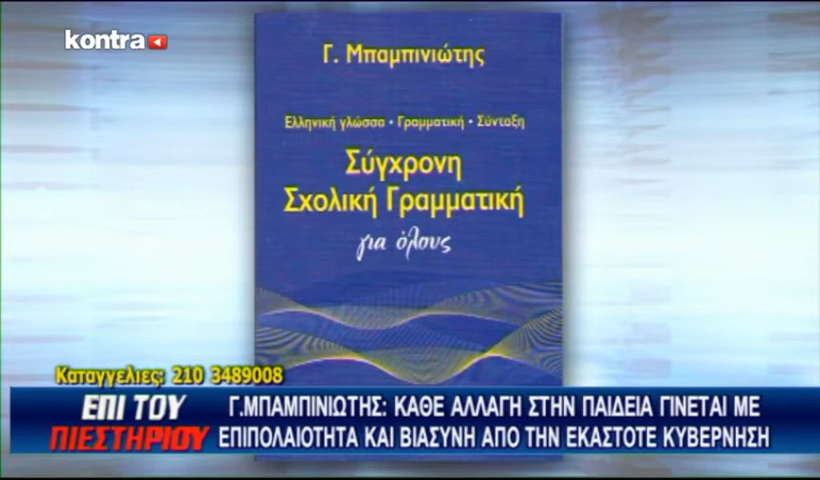 kontra
Γ. Μπαμπινιώτης
Ελληνική γλώσσα • Γραμματική • Σύνταξη
Σύγχρονη
Σχολική Γραμματική
για όλους
Καταγγελιες: 210 3489008
ΕΠΙ ΤΟΥ
ΠΙΕΣΤΗΡΙΟΥ
Γ.ΜΠΑΜΠΙΝΙΩΤΗΣ: ΚΑΘΕ ΑΛΛΑΓΗ ΣΤΗΝ ΠΑΙΔΕΙΑ ΓΙΝΕΤΑΙ ΜΕ
ΕΠΙΠΟΛΑΙΟΤΗΤΑ ΚΑΙ ΒΙΑΣΥΝΗ ΑΠΟ ΤΗΝ ΕΚΑΣΤΟΤΕ ΚΥΒΕΡΝΗΣΗ